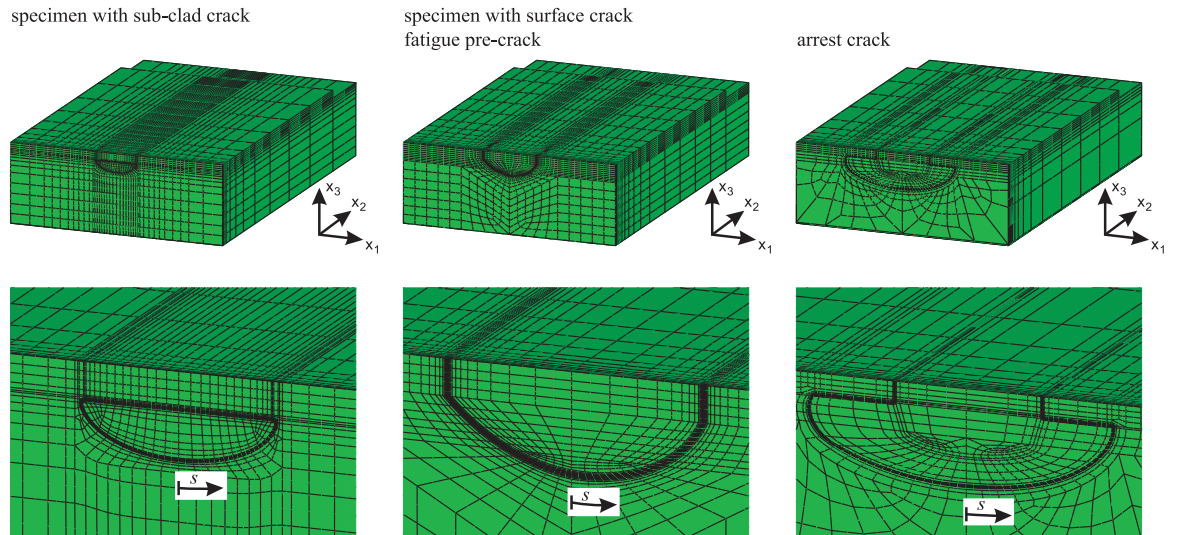 specimen with sub-clad crack
specimen with surface crack
fatigue pre-crack
arrest crack
x3
x2
x1
x3
x2
x1
x3
x2
x1
s
s
s